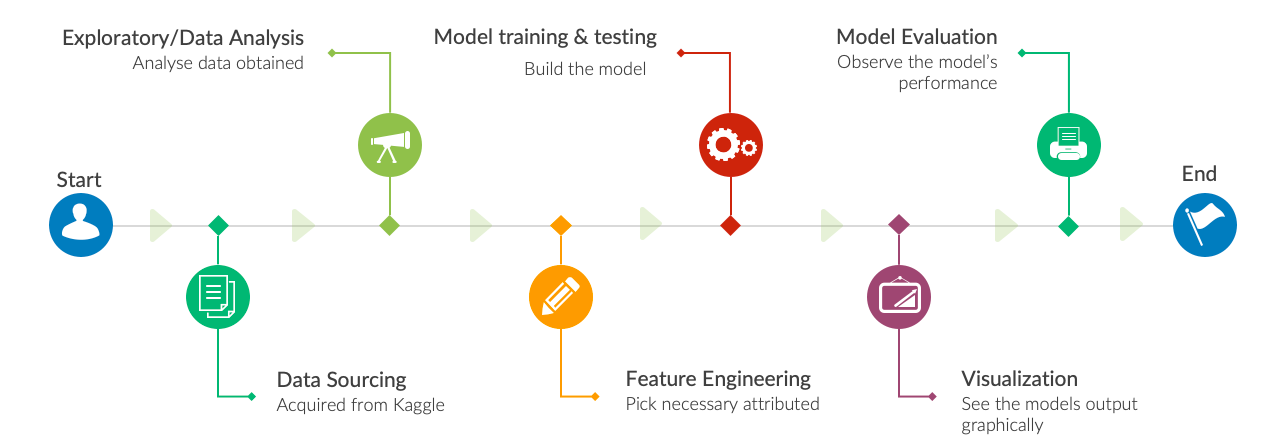 Exploratory/Data Analysis
Analyse data obtained
Model training & testing
Build the model
Model Evaluation
Observe the model's
performance
Start
End
Data Sourcing
Acquired from Kaggle
Feature Engineering
Pick necessary attributed
Visualization
See the models output
graphically